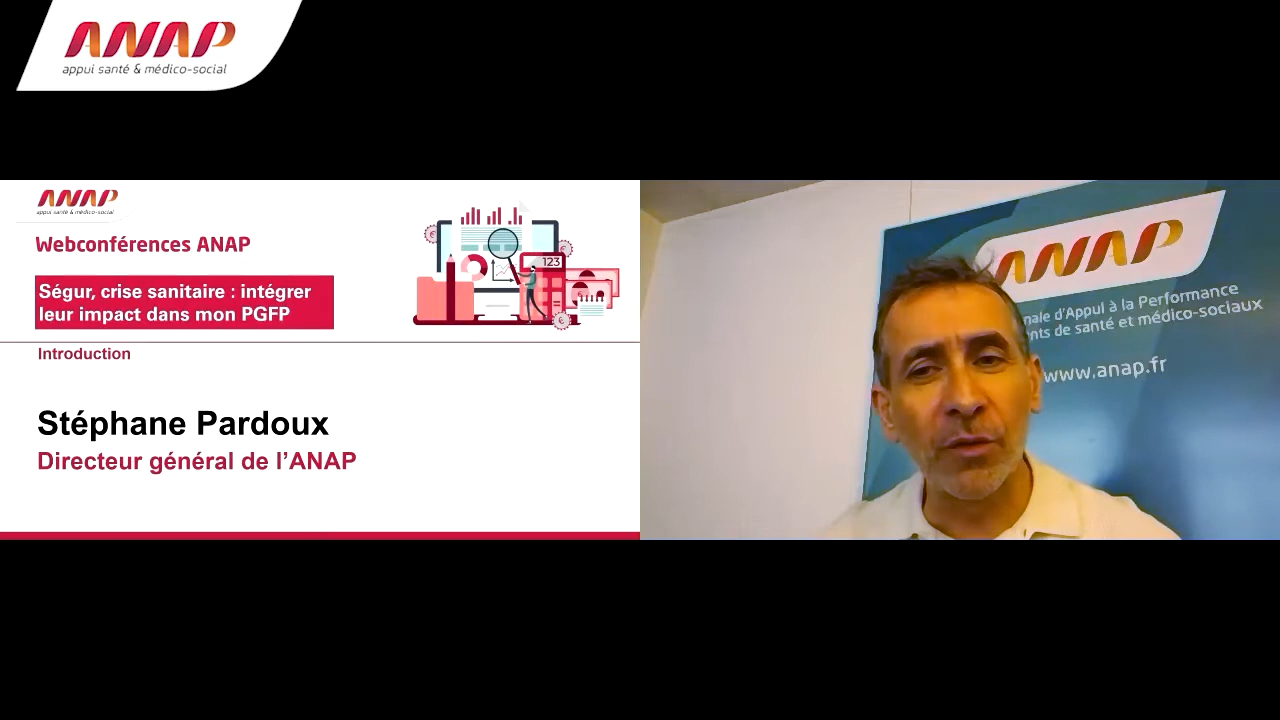 ANAP
appui santé & médico-social
ANAP
appui santé & médico-social
Webconférences ANAP
Ségur, crise sanitaire : intégrer
leur impact dans mon PGFP
123
Introduction
Stéphane Pardoux
Directeur général de l'ANAP
ANAP
d'Appui à la Performance
de santé et médico-sociaux
www.anap.fr